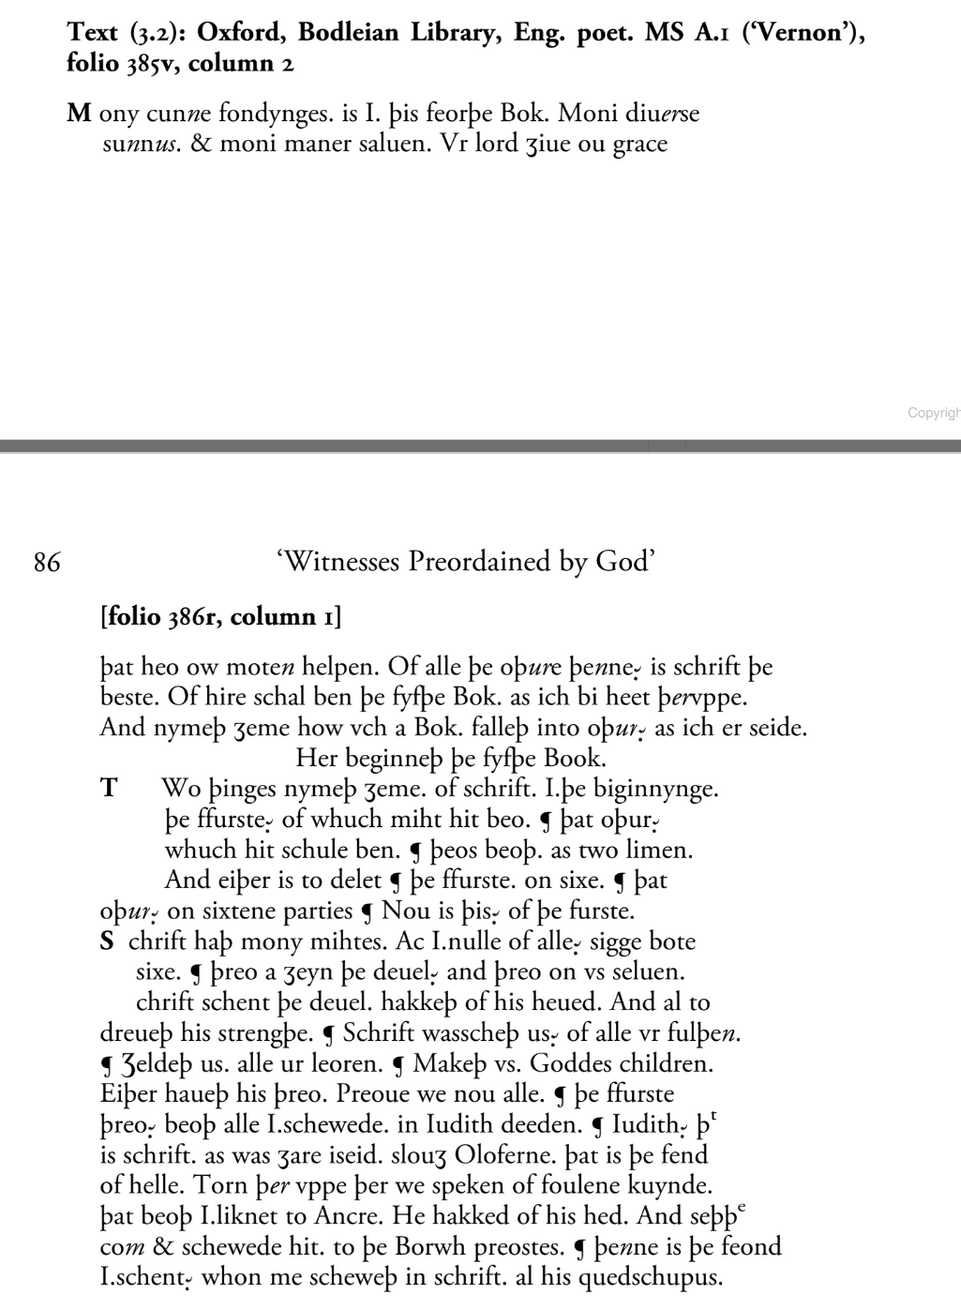 Text (3.2): Oxford, Bodleian Library, Eng. poet. MS A.1 (‘Vernon’),
folio 385v, column 2
M ony cunne fondynges. is I. þis feorþe Bok. Moni diuerse
sunnus. & moni maner saluen. Vr lord ȝiue ou grace
Copyrigh
86 ‘Witnesses Preordained by God’
[folio 386r, column 1]
þat heo ow moten helpen. Of alle þe oþure þenne⹎ is schrift þe
beste. Of hire schal ben þe fyfþe Bok. as ich bi heet þervppe.
And nymeþ ȝeme how vch a Bok. falleþ into oþur⹎ as ich er seide.
Her beginneþ þe fyfþe Book.
T Wo þinges nymeþ ȝeme. of schrift. I.þe biginnynge.
þe ffurste⹎ of whuch miht hit beo. ¶ þat oþur⹎
whuch hit schule ben. ¶ þeos beoþ. as two limen.
And eiþer is to delet ¶ þe ffurste. on sixe. ¶ þat
oþur⹎ on sixtene parties ¶ Nou is þis⹎ of þe furste.
S chrift haþ mony mihtes. Ac I.nulle of alle⹎ sigge bote
sixe. ¶ þreo a ȝeyn þe deuel⹎ and þreo on vs seluen.
chrift schent þe deuel. hakkeþ of his heued. And al to
dreueþ his strengþe. ¶ Schrift wasscheþ us⹎ of alle vr fulþen.
¶ Ȝeldeþ us. alle ur leoren. ¶ Makeþ vs. Goddes children.
Eiþer haueþ his þreo. Preoue we nou alle. ¶ þe ffurste
þreo⹎ beoþ alle I.schewede. in Iudith deeden. ¶ Iudith⹎ þᵗ
is schrift. as was ȝare iseid. slouȝ Oloferne. þat is þe fend
of helle. Torn þer vppe þer we speken of foulene kuynde.
þat beoþ I.liknet to Ancre. He hakked of his hed. And seþþᵉ
com & schewede hit. to þe Borwh preostes. ¶ þenne is þe feond
I.schent⹎ whon me scheweþ in schrift. al his quedschupus.